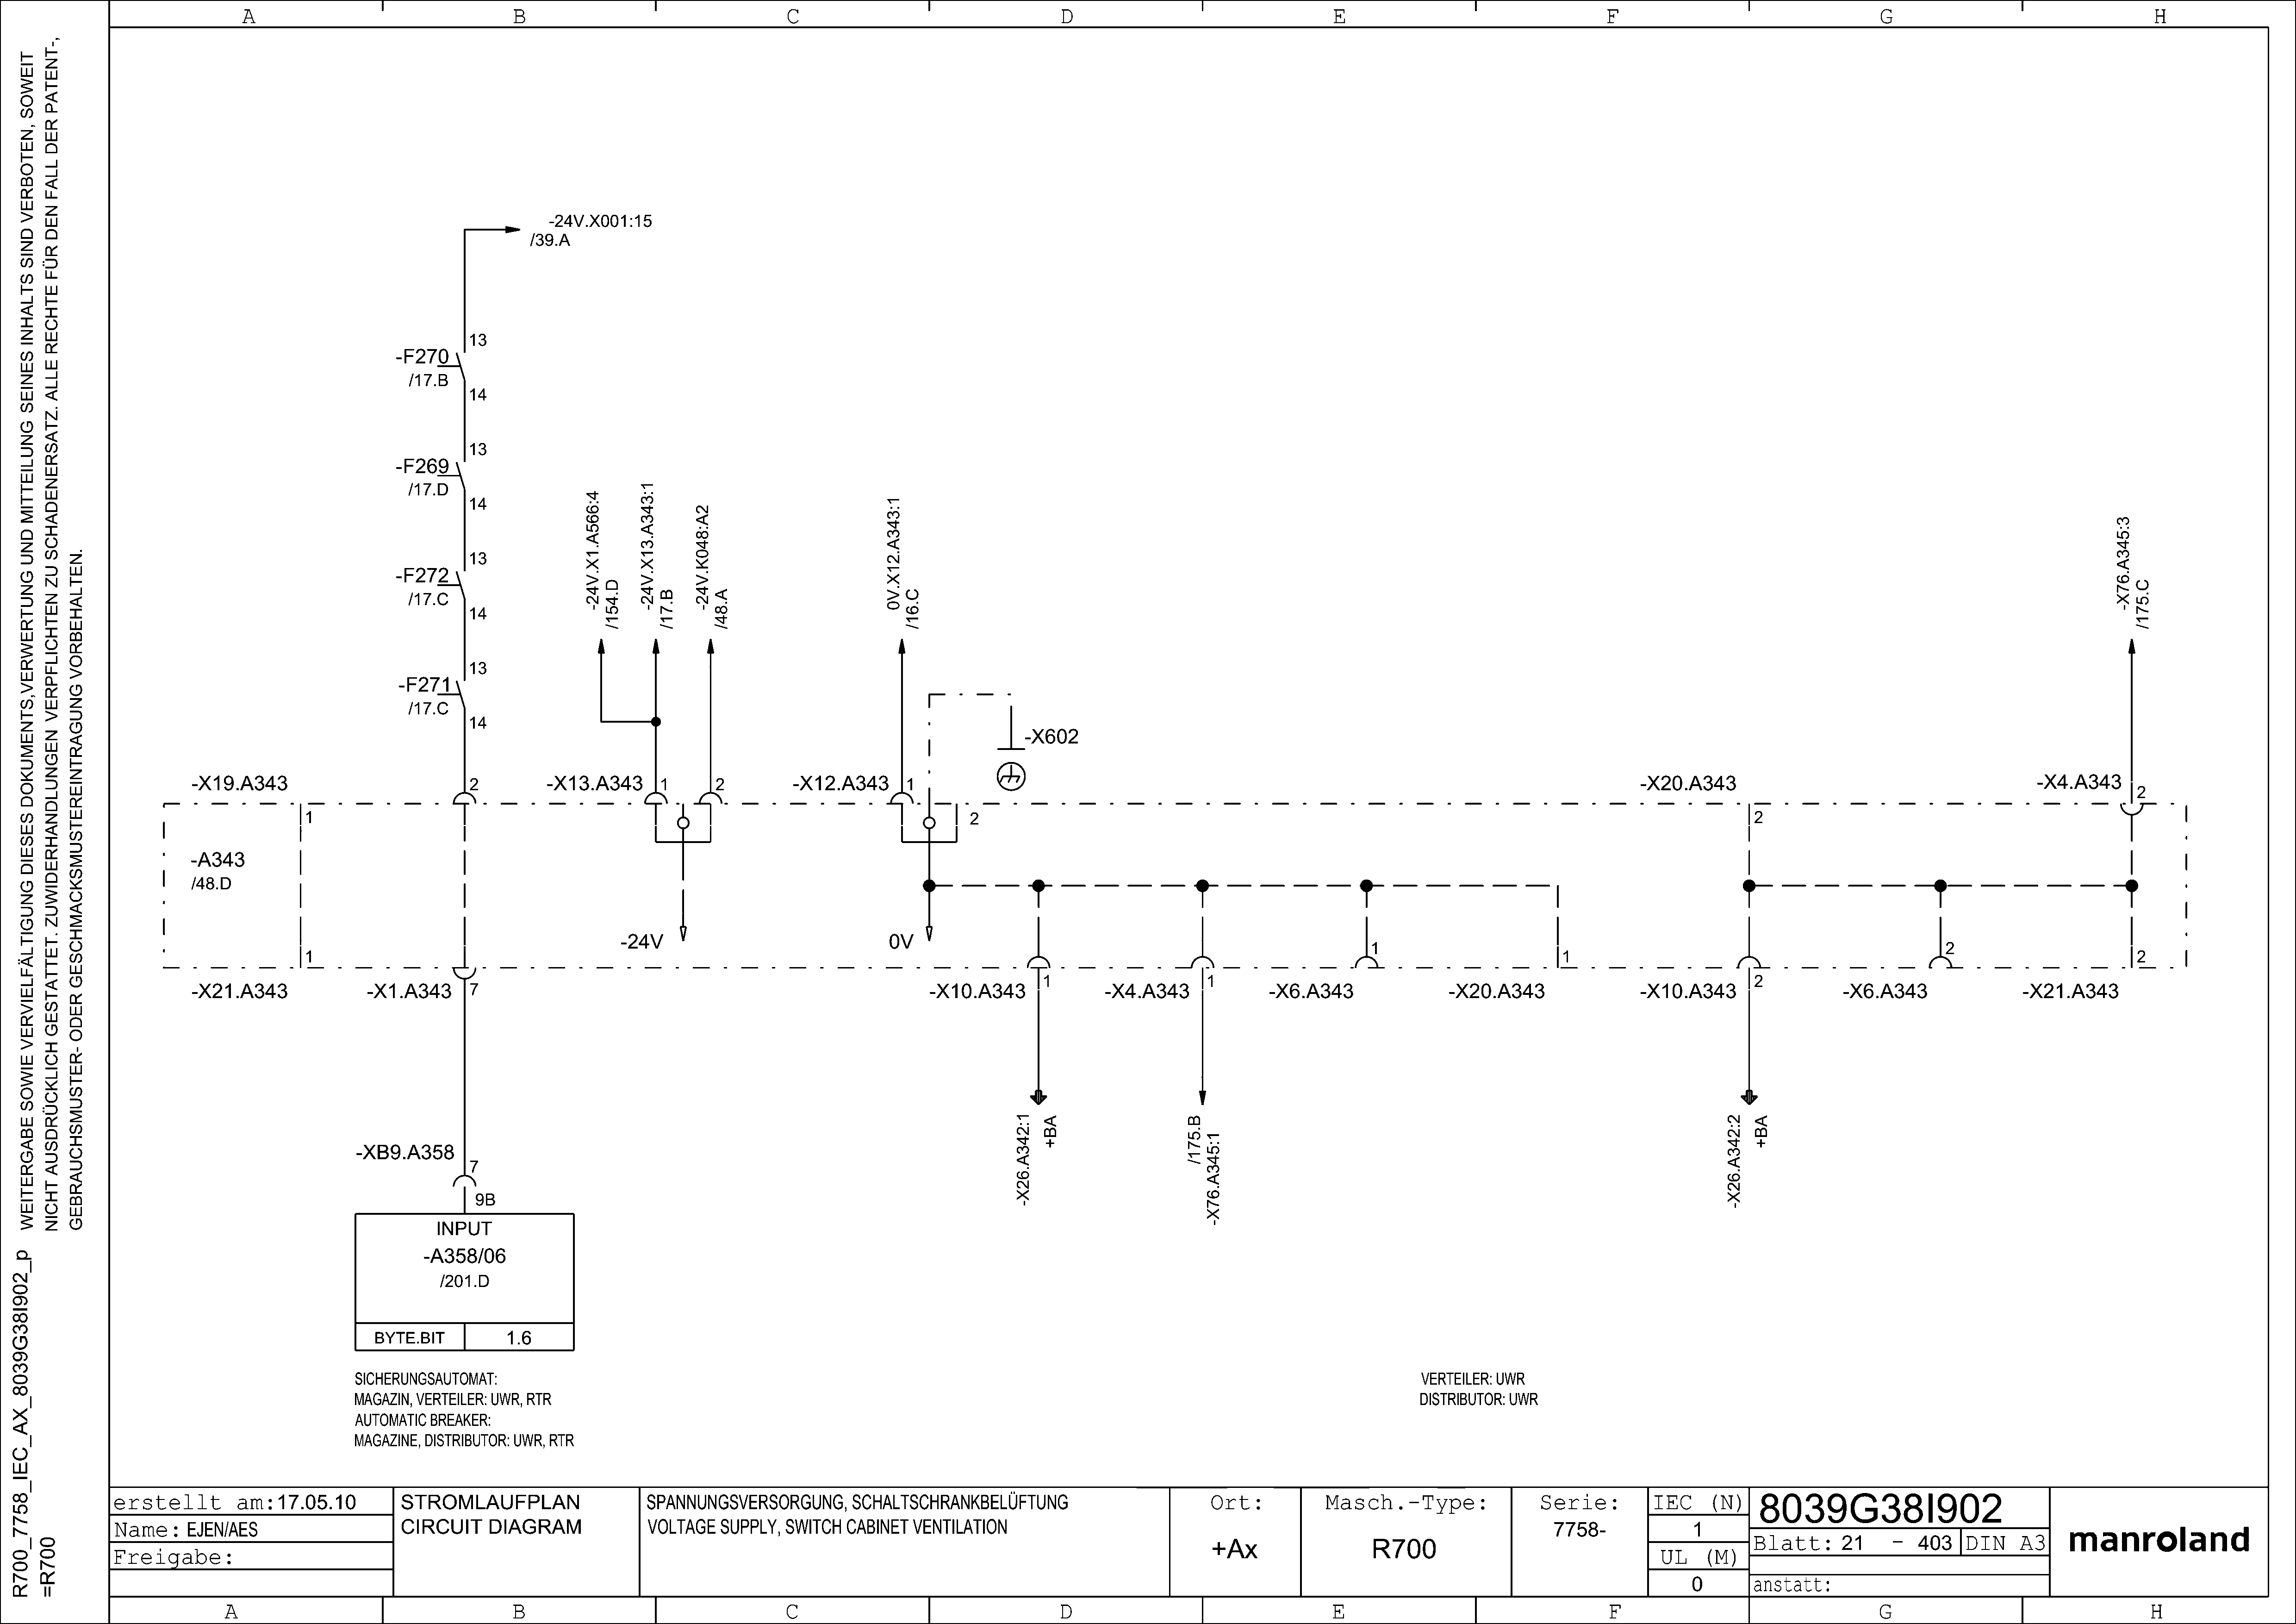 A B C D E F G H
WEITERGABE SOWIE VERVIELFÄLTIGUNG DIESES DOKUMENTS,VERWERTUNG UND MITTEILUNG SEINES INHALTS SIND VERBOTEN, SOWEIT
NICHT AUSDRÜCKLICH GESTATTET. ZUWIDERHANDLUNGEN VERPFLICHTEN ZU SCHADENERSATZ. ALLE RECHTE FÜR DEN FALL DER PATENT-,
GEBRAUCHSMUSTER- ODER GESCHMACKSMUSTEREINTRAGUNG VORBEHALTEN.
R700_7758_IEC_AX_8039G38I902_p
=R700
-24V.X001:15
/39.A
13
-F270
/17.B
14
13
-F269
/17.D
14
13
-F272
/17.C
14
13
-F271
/17.C
14
-24V.X1.A566:4
/154.D
-24V.X13.A343:1
/17.B
-24V.K048:A2
/48.A
0V.X12.A343:1
/16.C
-X76.A345:3
/175.C
-X602
-X19.A343
2
-X13.A343
1
2
-X12.A343
1
-X20.A343
-X4.A343
2
1
2
2
-A343
/48.D
-24V
0V
1
1
1
2
2
-X21.A343
-X1.A343
7
-X10.A343
1
-X4.A343
1
-X6.A343
-X20.A343
-X10.A343
2
-X6.A343
-X21.A343
-X26.A342:1
+BA
/175.B
-X76.A345:1
-X26.A342:2
+BA
-XB9.A358
7
9B
INPUT
-A358/06
/201.D
BYTE.BIT 1.6
SICHERUNGSAUTOMAT:
MAGAZIN, VERTEILER: UWR, RTR
AUTOMATIC BREAKER:
MAGAZINE, DISTRIBUTOR: UWR, RTR
VERTEILER: UWR
DISTRIBUTOR: UWR
erstellt am:17.05.10
Name: EJEN/AES
Freigabe:
STROMLAUFPLAN
CIRCUIT DIAGRAM
SPANNUNGSVERSORGUNG, SCHALTSCHRANKBELÜFTUNG
VOLTAGE SUPPLY, SWITCH CABINET VENTILATION
Ort:
+Ax
Masch.-Type:
R700
Serie:
7758-
IEC (N)
1
UL (M)
0
8039G38I902
Blatt: 21 - 403 DIN A3
anstatt:
manroland
A B C D E F G H